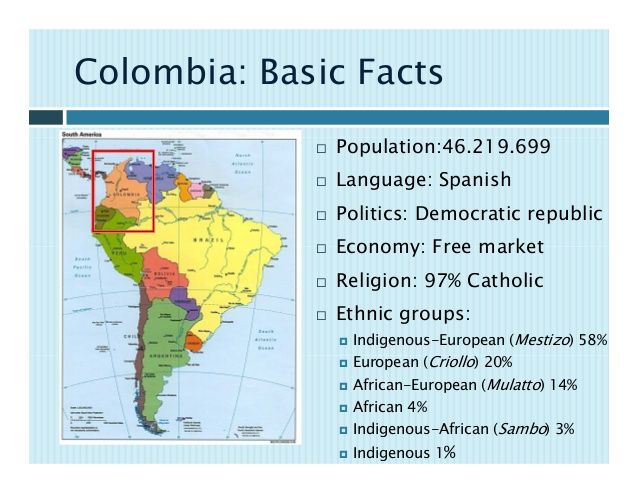 Colombia: Basic Facts
South America
Population:46.219.699
Language: Spanish
Politics: Democratic republic
Economy: Free market
Religion: 97% Catholic
Ethnic groups:
Indigenous-European (Mestizo) 58%
European (Criollo) 20%
African-European (Mulatto) 14%
African 4%
Indigenous-African (Sambo) 3%
Indigenous 1%
North
Atlantic
Ocean
COLOMBIA
BRAZIL
PERU
BOLIVIA
South
Pacific
Ocean
ARGENTINA
South
Atlantic
Ocean